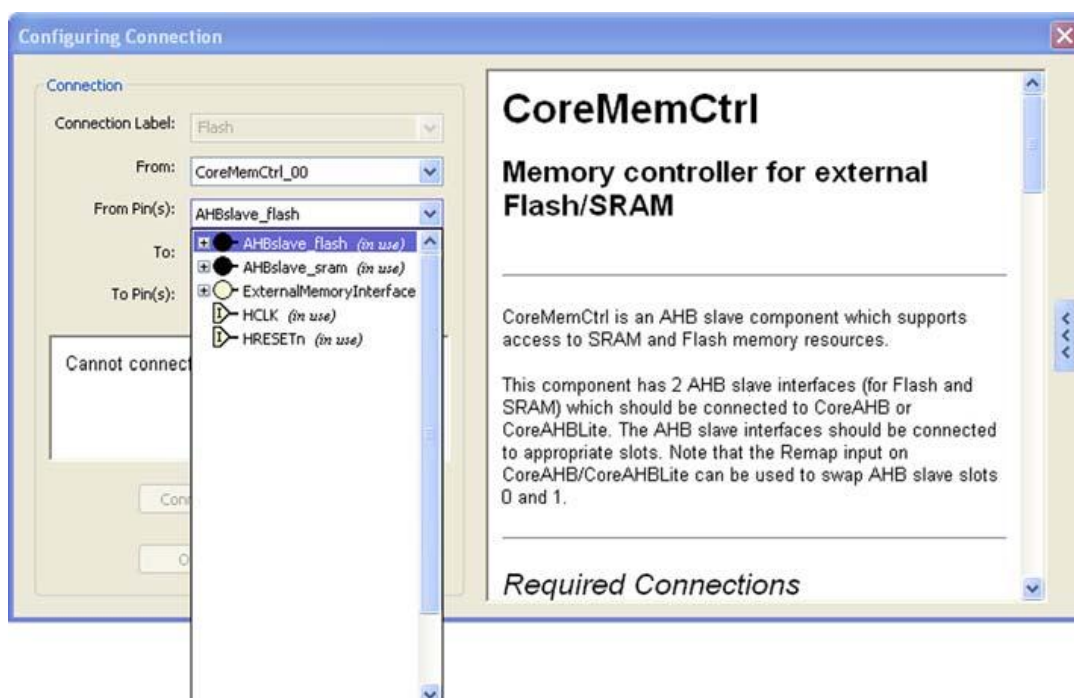 Configuring Connection
Connection
Connection Label: Flash
From: CoreMemCtrl_00
From Pin(s): AHBslave_flash
AHBslave_flash (in use)
To:
AHBslave_sram (in use)
To Pin(s):
ExternalMemoryInterface
HCLK (in use)
HRESETn (in use)
Cannot connect
CoreMemCtrl
Memory controller for external
Flash/SRAM
CoreMemCtrl is an AHB slave component which supports
access to SRAM and Flash memory resources.
This component has 2 AHB slave interfaces (for Flash and
SRAM) which should be connected to CoreAHB or
CoreAHBLite. The AHB slave interfaces should be connected
to appropriate slots. Note that the Remap input on
CoreAHB/CoreAHBLite can be used to swap AHB slave slots
0 and 1.
Required Connections